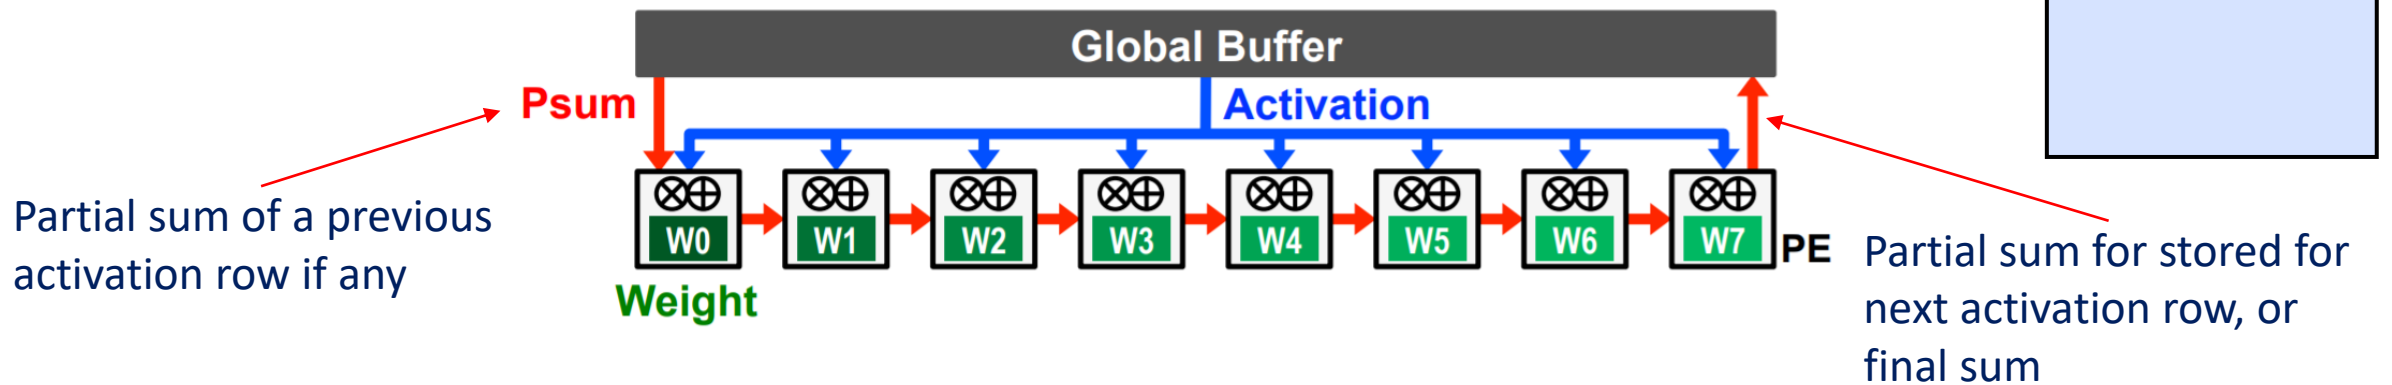 Global Buffer
Psum
Activation
Partial sum of a previous
activation row if any
W0 W1 W2 W3 W4 W5 W6 W7 PE
Weight
Partial sum for stored for
next activation row, or
final sum